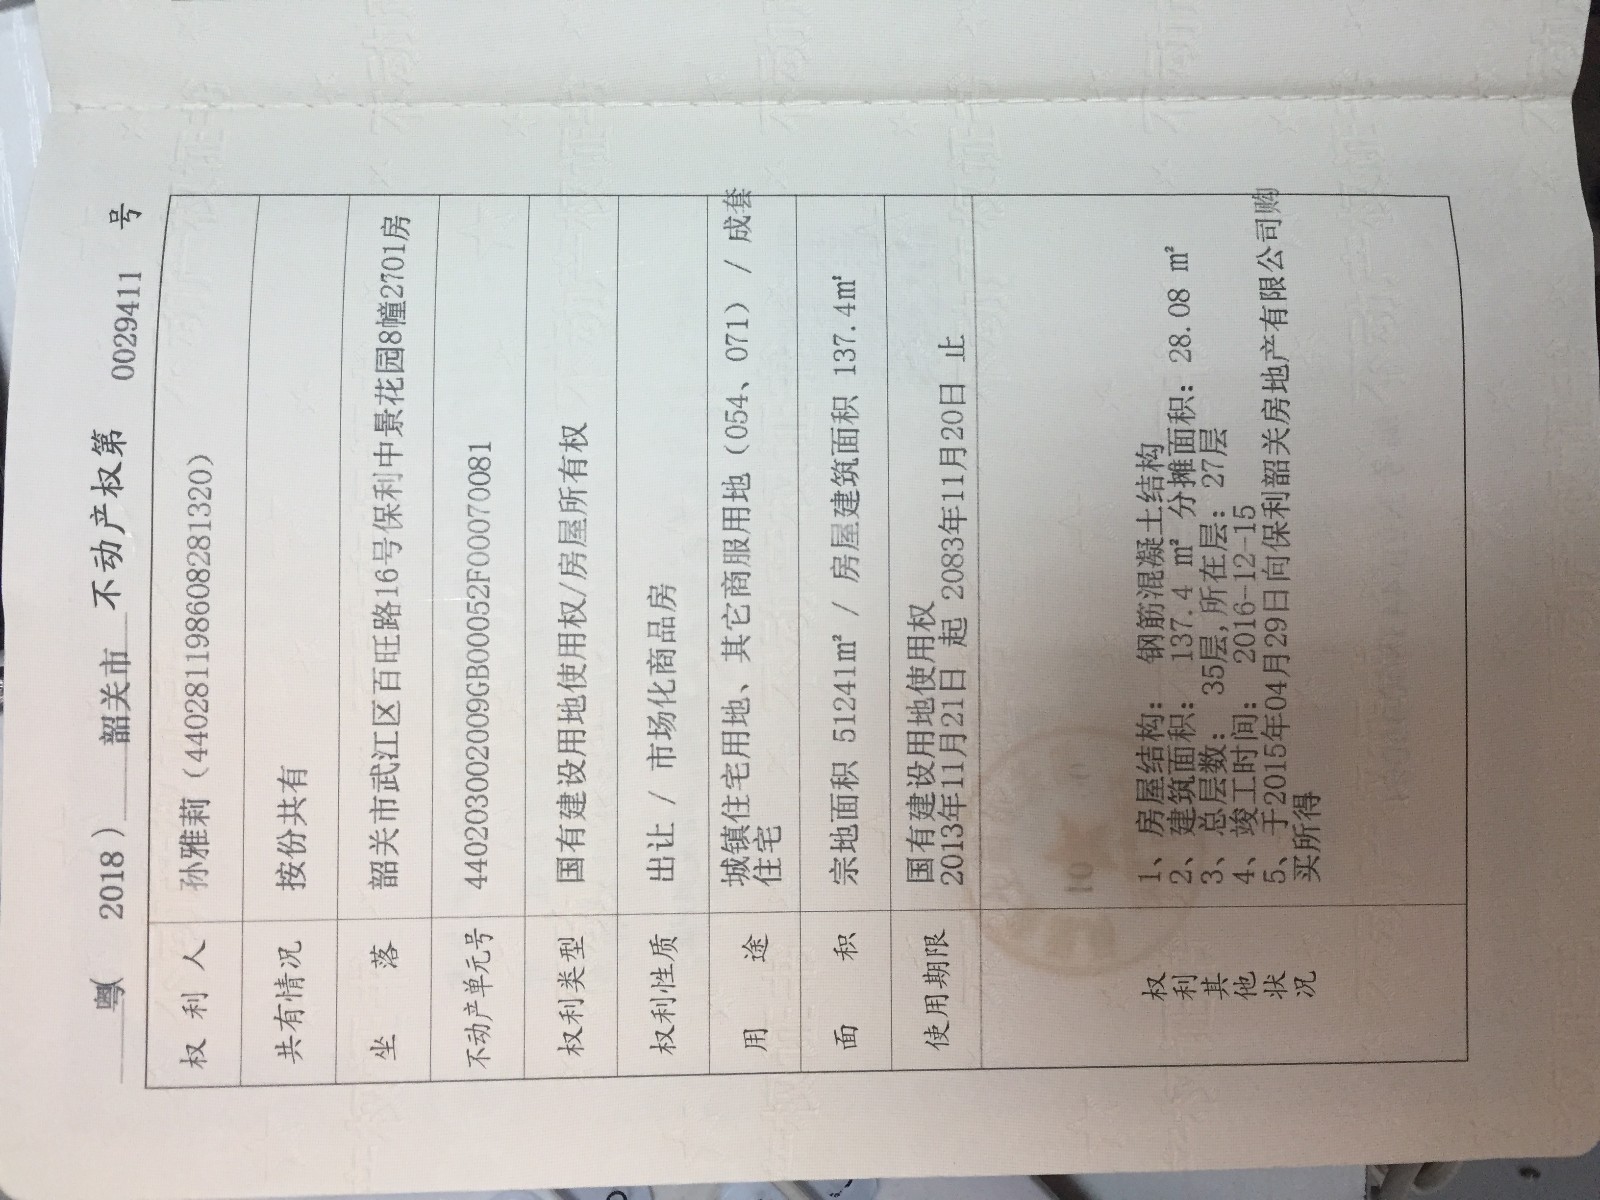 粤( 2018 ) 韶关市 不动产权第 0029411 号
权利人 孙雅莉（440281198608281320）
共有情况 按份共有
坐落 韶关市武江区百旺路16号保利中景花园8幢2701房
不动产单元号 440203002009GB00052F00070081
权利类型 国有建设用地使用权/房屋所有权
权利性质 出让 / 市场化商品房
用途 城镇住宅用地、其它商服用地（054、071） / 成套
住宅
面积 宗地面积 51241㎡ / 房屋建筑面积 137.4㎡
使用期限 国有建设用地使用权
2013年11月21日 起 2083年11月20日 止
权利其他状况
1、房屋结构： 钢筋混凝土结构
2、建筑面积：137.4 ㎡ 分摊面积：28.08 ㎡
3、总层数： 35层,所在层：27层
4、竣工时间： 2016-12-15
5、于2015年04月29日向保利韶关房地产有限公司购
买所得